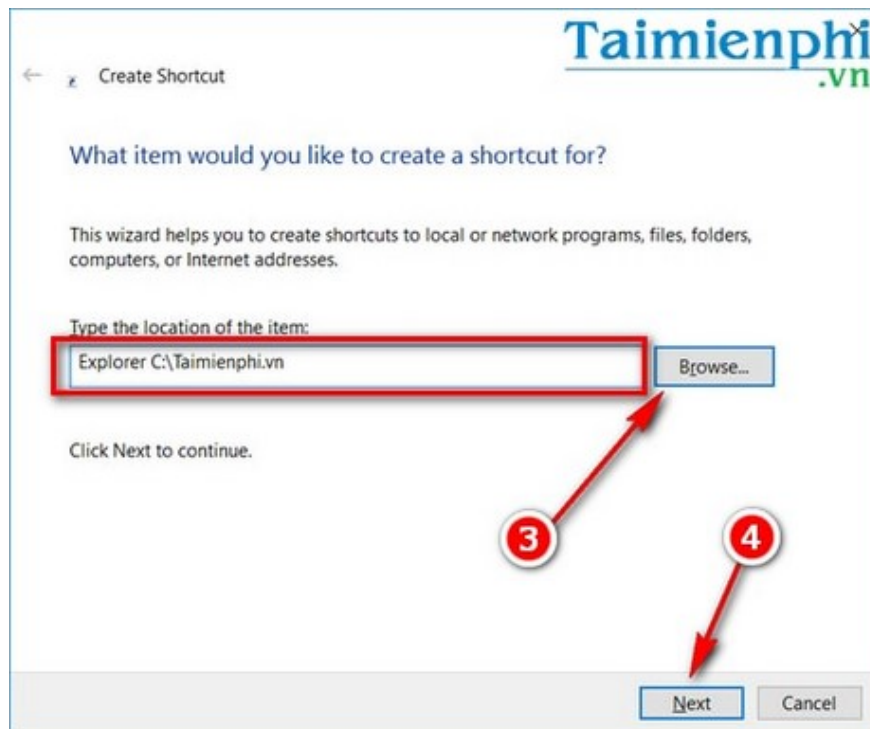 Taimienphi
.vn
Create Shortcut
What item would you like to create a shortcut for?
This wizard helps you to create shortcuts to local or network programs, files, folders,
computers, or Internet addresses.
Type the location of the item:
Explorer C:\Taimienphi.vn
Browse...
Click Next to continue.
3
4
Next
Cancel